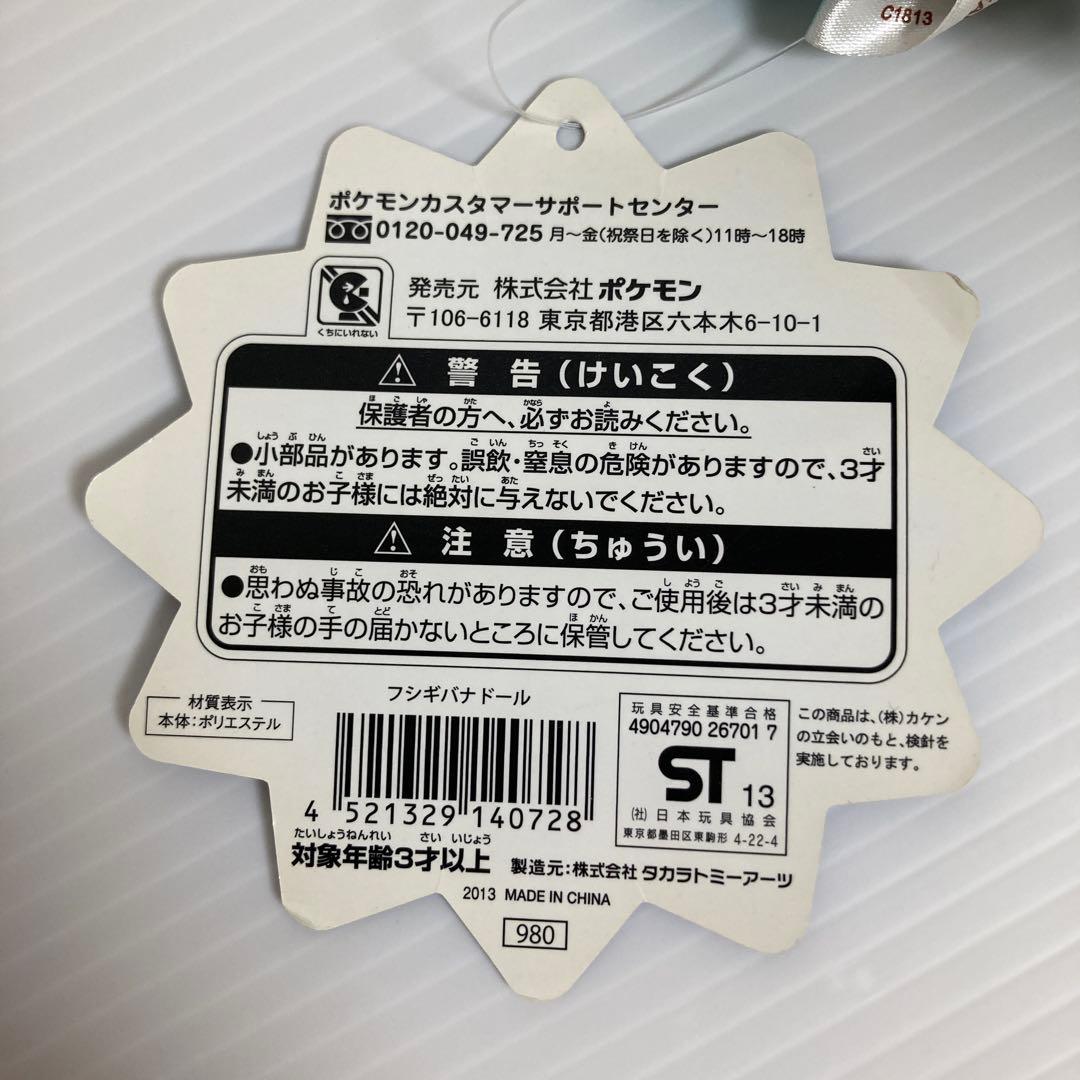 C1813
ポケモンカスタマーサポートセンター
0120-049-725 月～金(祝祭日を除く)11時～18時
くちにいれない
発売元 株式会社 ポケモン
〒106-6118 東京都港区六本木6-10-1
⚠ 警告(けいこく)
保護者の方へ、必ずお読みください。
●小部品があります。誤飲・窒息の危険がありますので、3才
未満のお子様には絶対に与えないでください。
⚠ 注意(ちゅうい)
●思わぬ事故の恐れがありますので、ご使用後は3才未満の
お子様の手の届かないところに保管してください。
材質表示
本体:ポリエステル
フシギバナドール
4 521329 140728
玩具安全基準合格
4904790 26701 7
ST 13
(社)日本玩具協会
東京都墨田区東駒形 4-22-4
この商品は、(株)カケン
の立会いのもと、検針を
実施しております。
たいしょうねんれい さい いじょう
対象年齢3才以上
製造元:株式会社 タカラトミーアーツ
2013 MADE IN CHINA
980